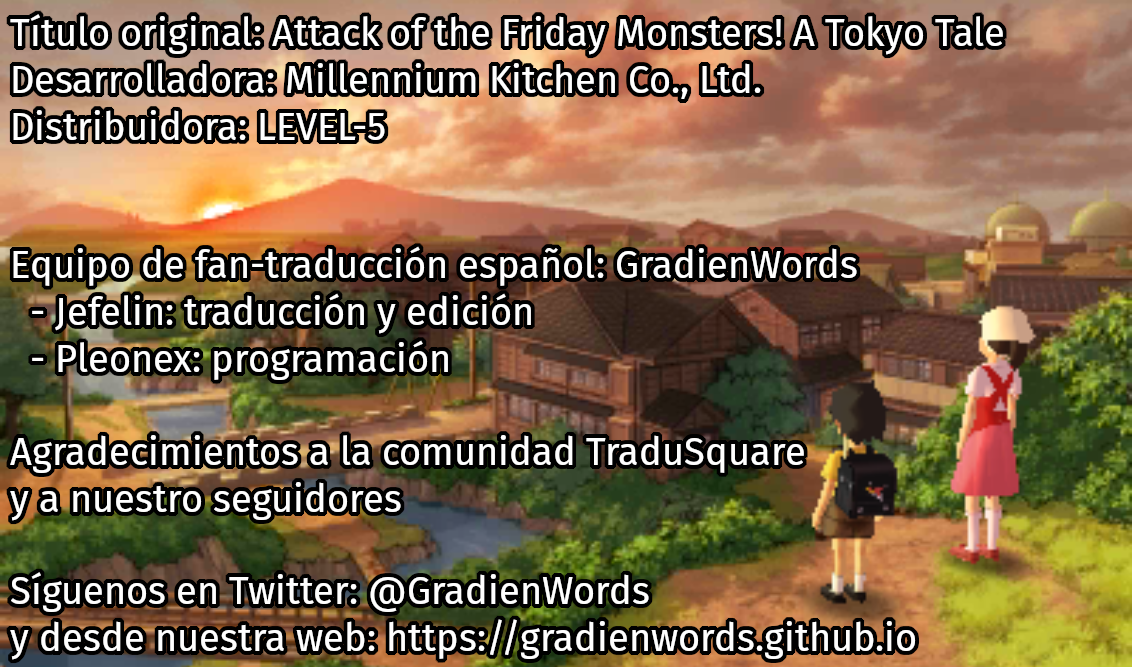 Título original: Attack of the Friday Monsters! A Tokyo Tale
Desarrolladora: Millennium Kitchen Co., Ltd.
Distribuidora: LEVEL-5
Equipo de fan-traducción español: GradienWords
- Jefelin: traducción y edición
- Pleonex: programación
Agradecimientos a la comunidad TraduSquare
y a nuestro seguidores
Síguenos en Twitter: @GradienWords
y desde nuestra web: https://gradienwords.github.io